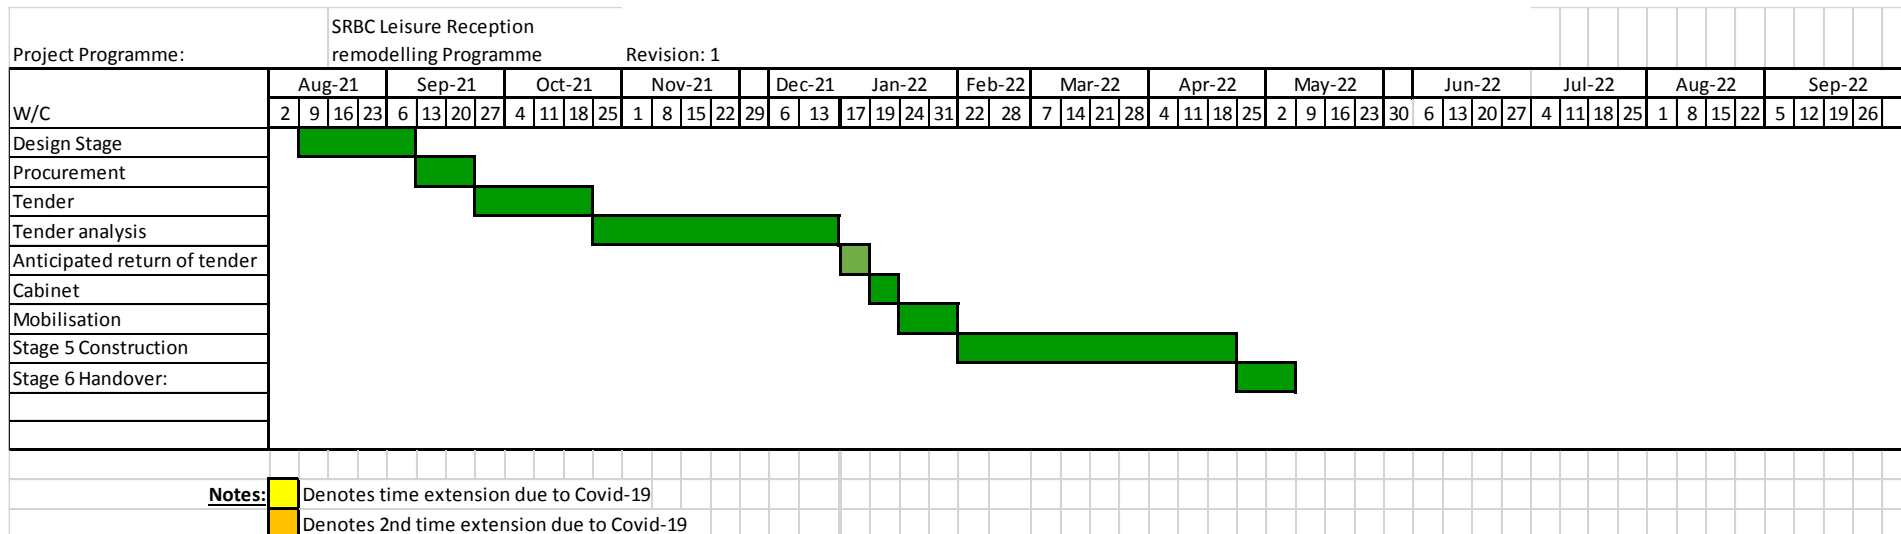 SRBC Leisure Reception
Project Programme: remodelling Programme Revision: 1
Aug-21 Sep-21 Oct-21 Nov-21 Dec-21 Jan-22 Feb-22 Mar-22 Apr-22 May-22 Jun-22 Jul-22 Aug-22 Sep-22
W/C 2 9 16 23 6 13 20 27 4 11 18 25 1 8 15 22 29 6 13 17 19 24 31 22 28 7 14 21 28 4 11 18 25 2 9 16 23 30 6 13 20 27 4 11 18 25 1 8 15 22 5 12 19 26
Design Stage
Procurement
Tender
Tender analysis
Anticipated return of tender
Cabinet
Mobilisation
Stage 5 Construction
Stage 6 Handover:
Notes: Denotes time extension due to Covid-19
Denotes 2nd time extension due to Covid-19